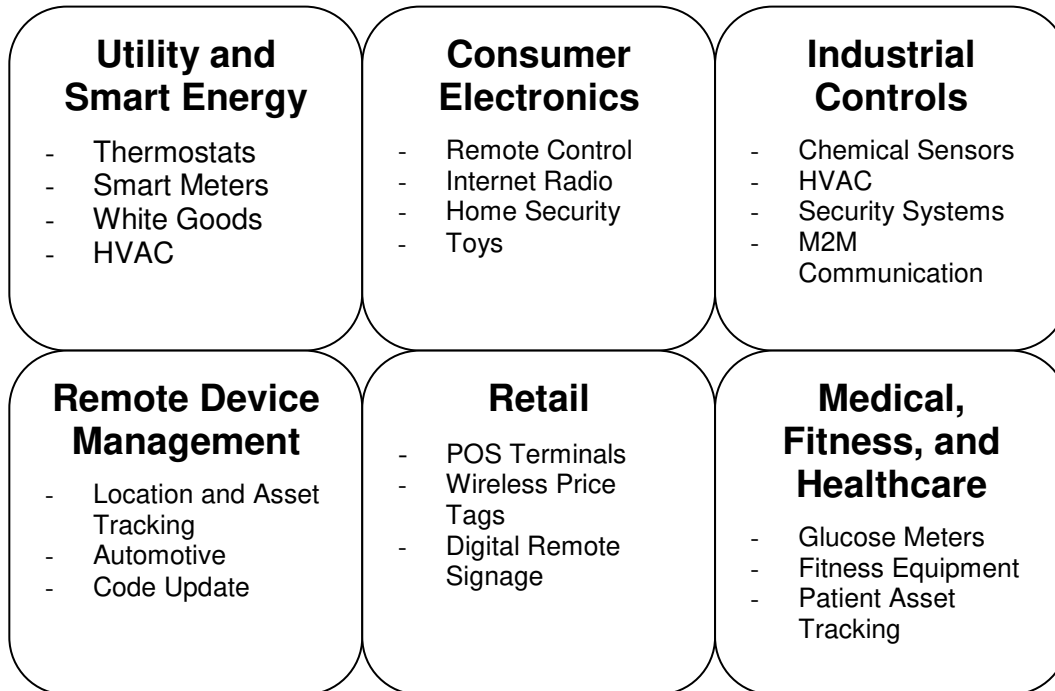 Utility and
Smart Energy
- Thermostats
- Smart Meters
- White Goods
- HVAC
Consumer
Electronics
- Remote Control
- Internet Radio
- Home Security
- Toys
Industrial
Controls
- Chemical Sensors
- HVAC
- Security Systems
- M2M
Communication
Remote Device
Management
- Location and Asset
Tracking
- Automotive
- Code Update
Retail
- POS Terminals
- Wireless Price
Tags
- Digital Remote
Signage
Medical,
Fitness, and
Healthcare
- Glucose Meters
- Fitness Equipment
- Patient Asset
Tracking